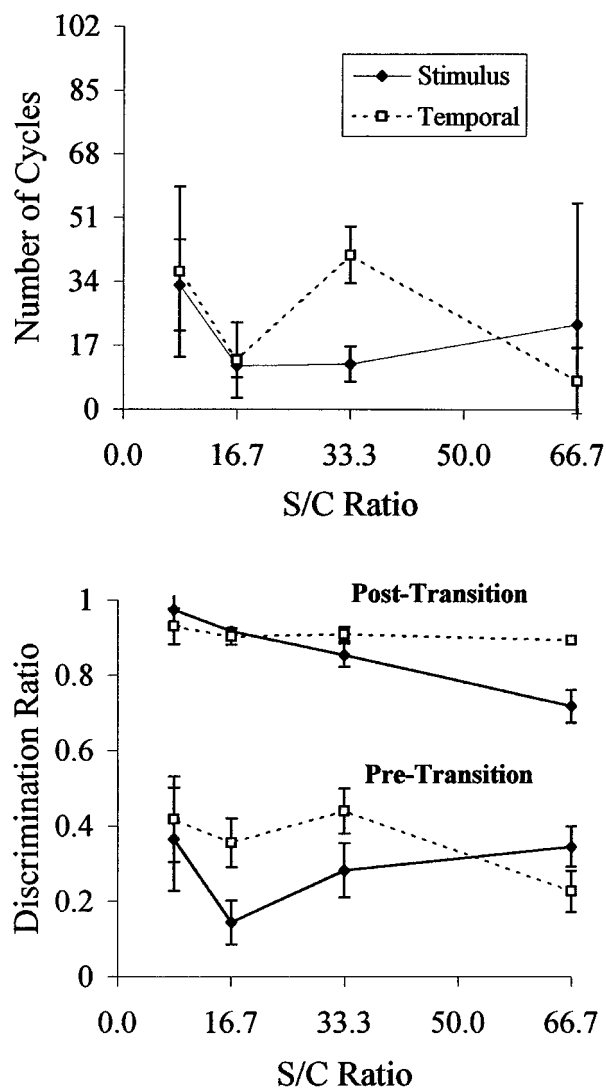 102
85
68
51
34
17
0
Number of Cycles
Stimulus
Temporal
0.0 16.7 33.3 50.0 66.7
S/C Ratio
1
0.8
0.6
0.4
0.2
0
Discrimination Ratio
Post-Transition
Pre-Transition
0.0 16.7 33.3 50.0 66.7
S/C Ratio